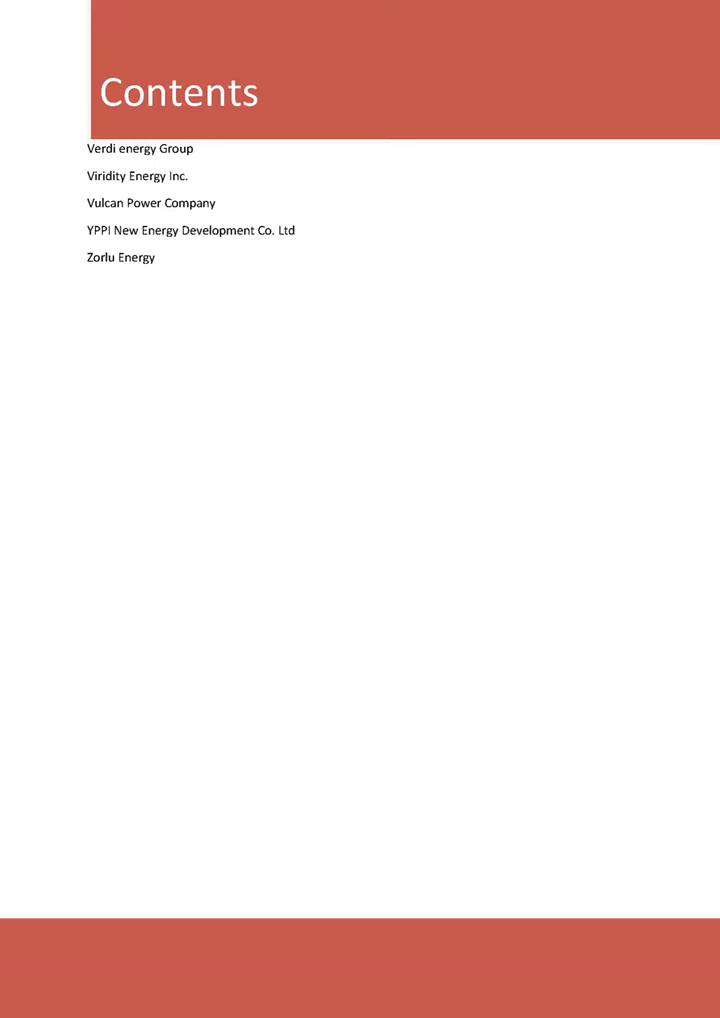 Contents
Verdi energy Group
Viridity Energy Inc.
Vulcan Power Company
YPPI New Energy Development Co. Ltd
Zorlu Energy